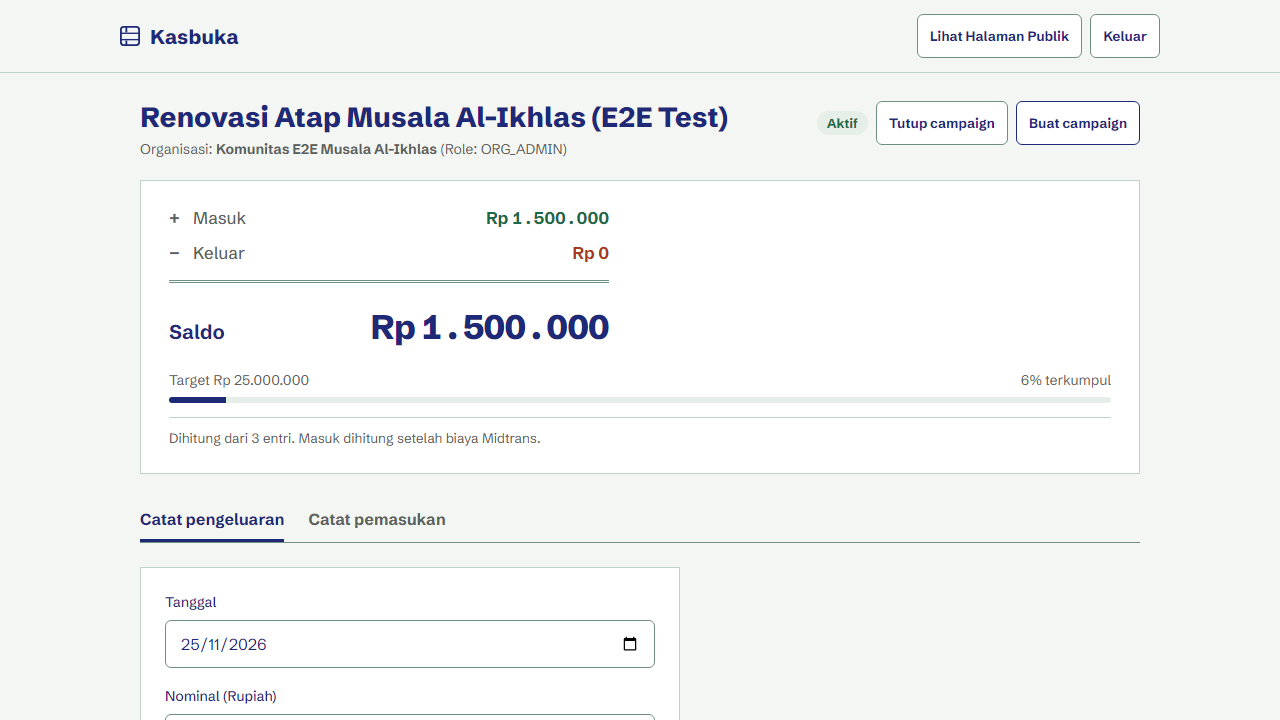 Kasbuka
Lihat Halaman Publik
Keluar
Renovasi Atap Musala Al-Ikhlas (E2E Test)
Organisasi: Komunitas E2E Musala Al-Ikhlas (Role: ORG_ADMIN)
Aktif
Tutup campaign
Buat campaign
+ Masuk Rp 1.500.000
− Keluar Rp 0
Saldo Rp 1.500.000
Target Rp 25.000.000 6% terkumpul
Dihitung dari 3 entri. Masuk dihitung setelah biaya Midtrans.
Catat pengeluaran Catat pemasukan
Tanggal
25/11/2026
Nominal (Rupiah)